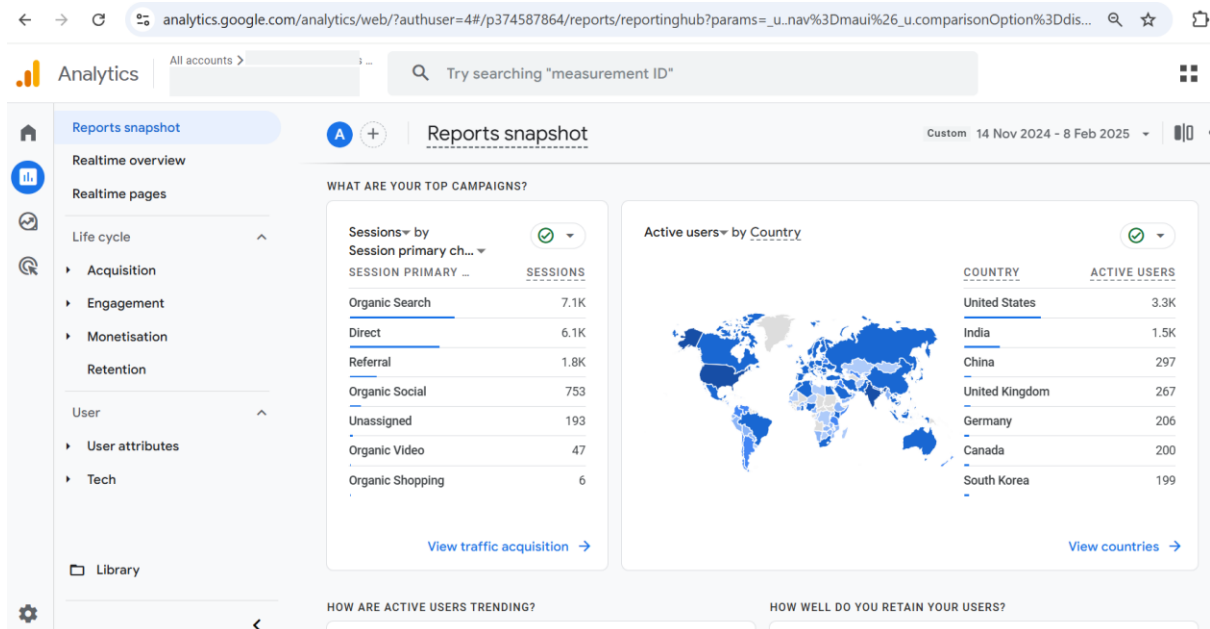 analytics.google.com/analytics/web/?authuser=4#/p374587864/reports/reportinghub?params=_u..nav%3Dmaui%26_u.comparisonOption%3Ddis...
Analytics
All accounts >
Try searching "measurement ID"
Reports snapshot
Realtime overview
Realtime pages
Life cycle
Acquisition
Engagement
Monetisation
Retention
User
User attributes
Tech
Library
A
Reports snapshot
Custom 14 Nov 2024 - 8 Feb 2025
WHAT ARE YOUR TOP CAMPAIGNS?
Sessions by
Session primary ch...
SESSION PRIMARY ... SESSIONS
Organic Search 7.1K
Direct 6.1K
Referral 1.8K
Organic Social 753
Unassigned 193
Organic Video 47
Organic Shopping 6
View traffic acquisition
Active users by Country
COUNTRY ACTIVE USERS
United States 3.3K
India 1.5K
China 297
United Kingdom 267
Germany 206
Canada 200
South Korea 199
View countries
HOW ARE ACTIVE USERS TRENDING?
HOW WELL DO YOU RETAIN YOUR USERS?